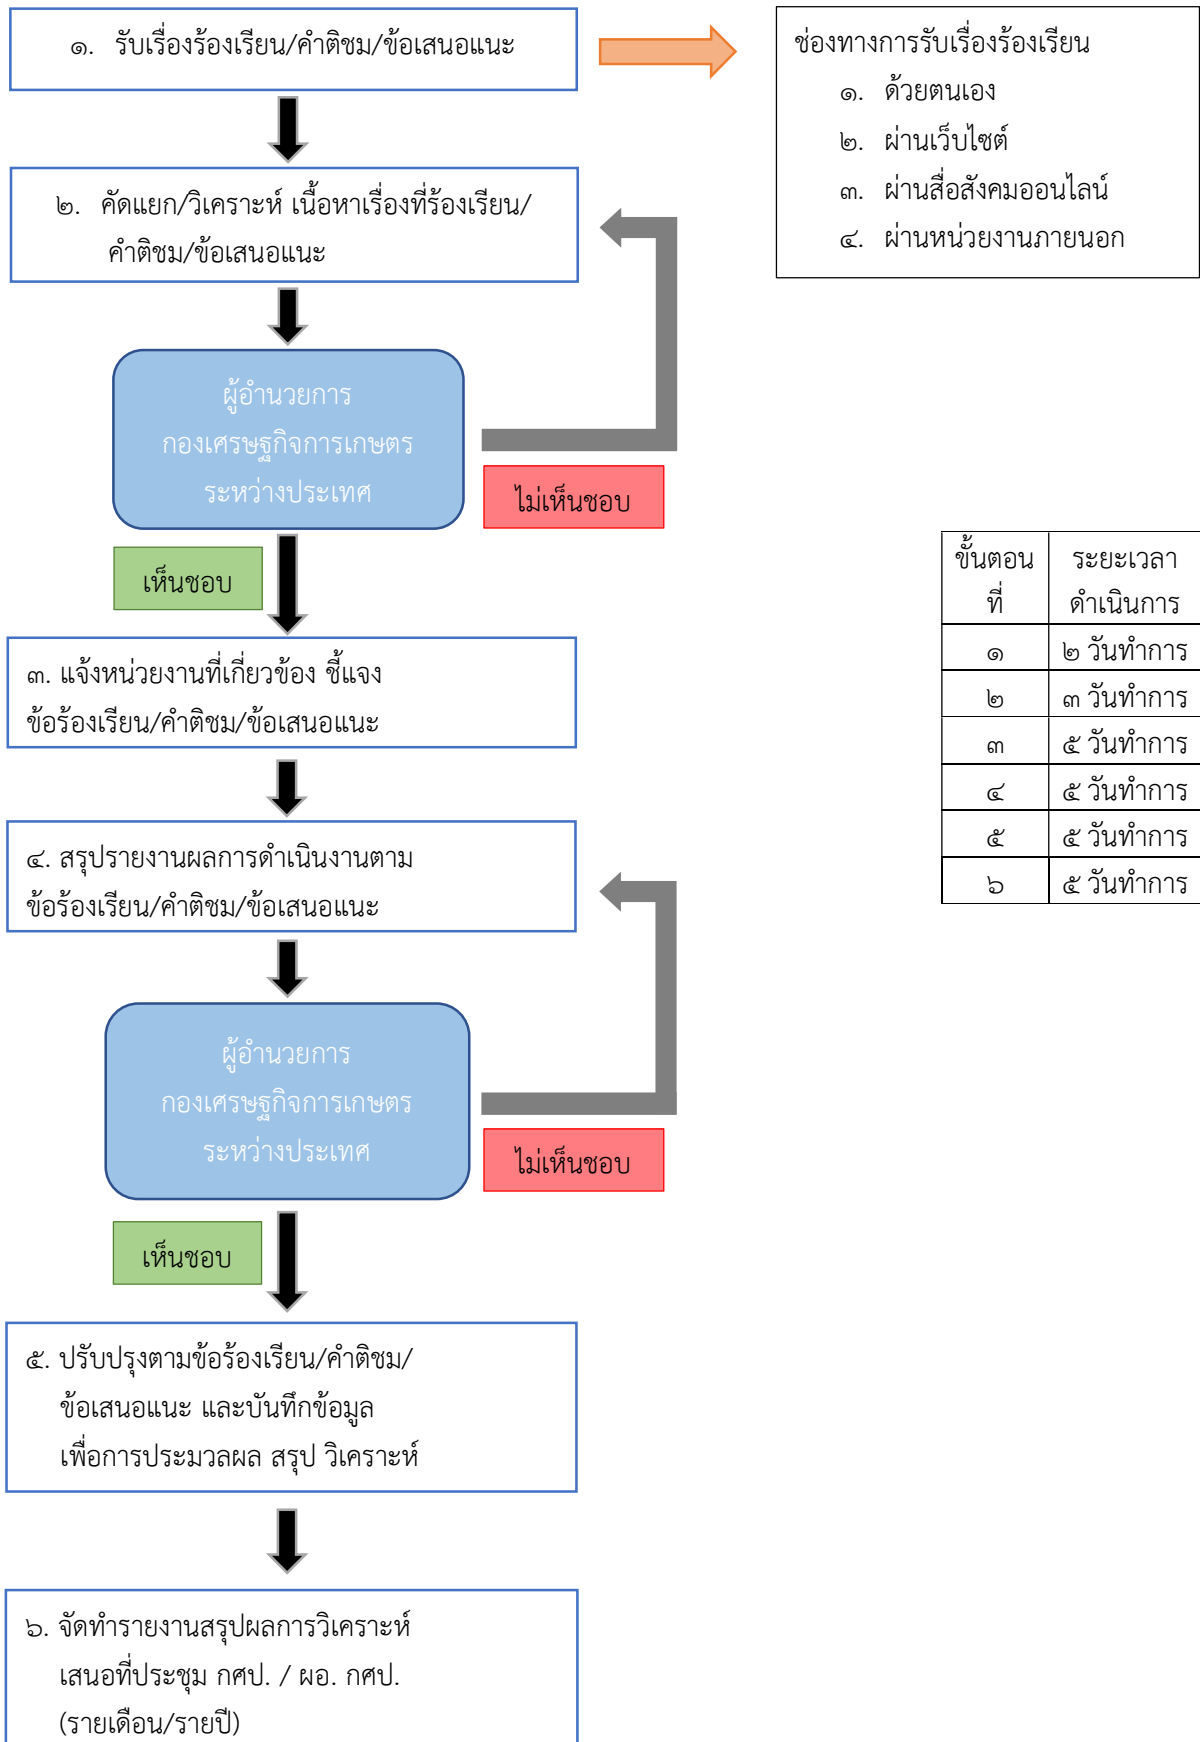 ๑. รับเรื่องร้องเรียน/คำติชม/ข้อเสนอแนะ
ช่องทางการรับเรื่องร้องเรียน
๑. ด้วยตนเอง
๒. ผ่านเว็บไซต์
๓. ผ่านสื่อสังคมออนไลน์
๔. ผ่านหน่วยงานภายนอก
๒. คัดแยก/วิเคราะห์ เนื้อหาเรื่องที่ร้องเรียน/
คำติชม/ข้อเสนอแนะ
ผู้อำนวยการ
กองเศรษฐกิจการเกษตร
ระหว่างประเทศ
ไม่เห็นชอบ
เห็นชอบ
๓. แจ้งหน่วยงานที่เกี่ยวข้อง ชี้แจง
ข้อร้องเรียน/คำติชม/ข้อเสนอแนะ
ขั้นตอน ระยะเวลา
ที่ ดำเนินการ
๑ ๒ วันทำการ
๒ ๓ วันทำการ
๓ ๕ วันทำการ
๔ ๕ วันทำการ
๕ ๕ วันทำการ
๖ ๕ วันทำการ
๔. สรุปรายงานผลการดำเนินงานตาม
ข้อร้องเรียน/คำติชม/ข้อเสนอแนะ
ผู้อำนวยการ
กองเศรษฐกิจการเกษตร
ระหว่างประเทศ
ไม่เห็นชอบ
เห็นชอบ
๕. ปรับปรุงตามข้อร้องเรียน/คำติชม/
ข้อเสนอแนะ และบันทึกข้อมูล
เพื่อการประมวลผล สรุป วิเคราะห์
๖. จัดทำรายงานสรุปผลการวิเคราะห์
เสนอที่ประชุม กศป. / ผอ. กศป.
(รายเดือน/รายปี)